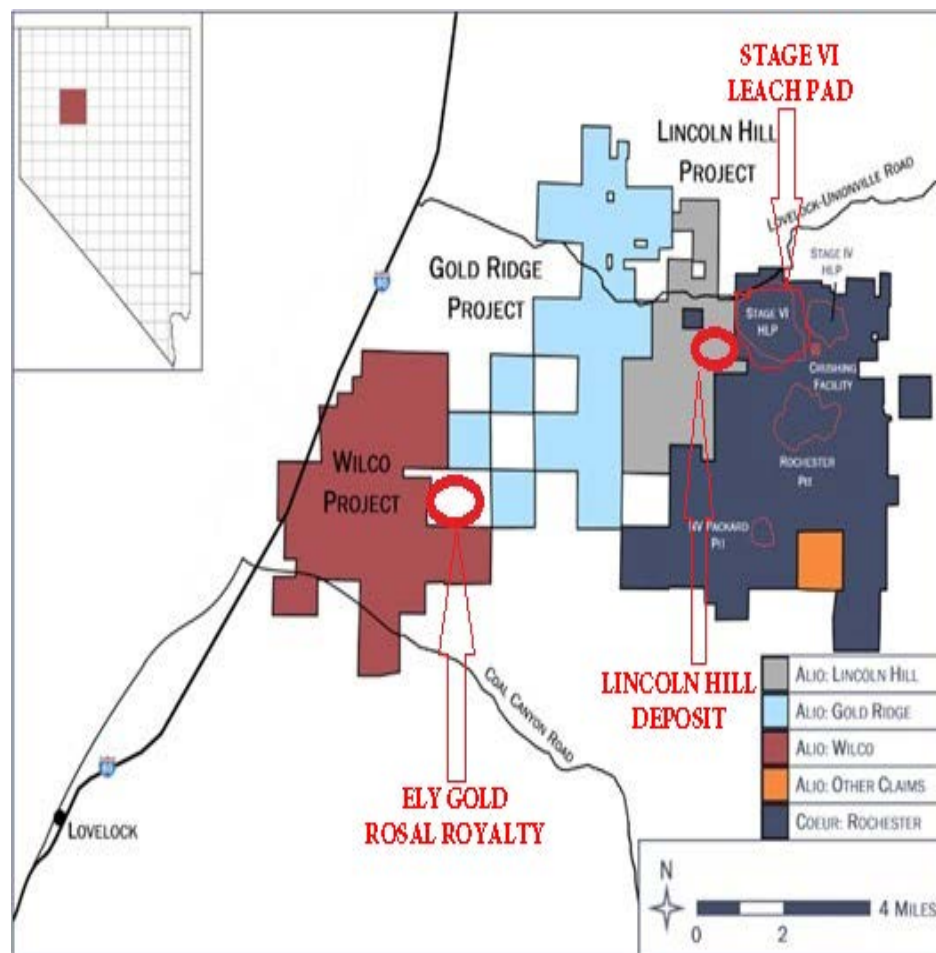 STAGE VI
LEACH PAD
LINCOLN HILL
PROJECT
LOVELOCK-UNIONVILLE ROAD
STAGE IV
HLP
GOLD RIDGE
PROJECT
STAGE VI
HLP
CRUSHING
FACILITY
WILCO
PROJECT
ROCHESTER
PIT
NV PACKARD
PIT
COAL CANYON ROAD
LINCOLN HILL
DEPOSIT
ALIO: LINCOLN HILL
ALIO: GOLD RIDGE
ALIO: WILCO
ALIO: OTHER CLAIMS
COEUR: ROCHESTER
ELY GOLD
ROSAL ROYALTY
LOVELOCK
N
4 MILES
0 2